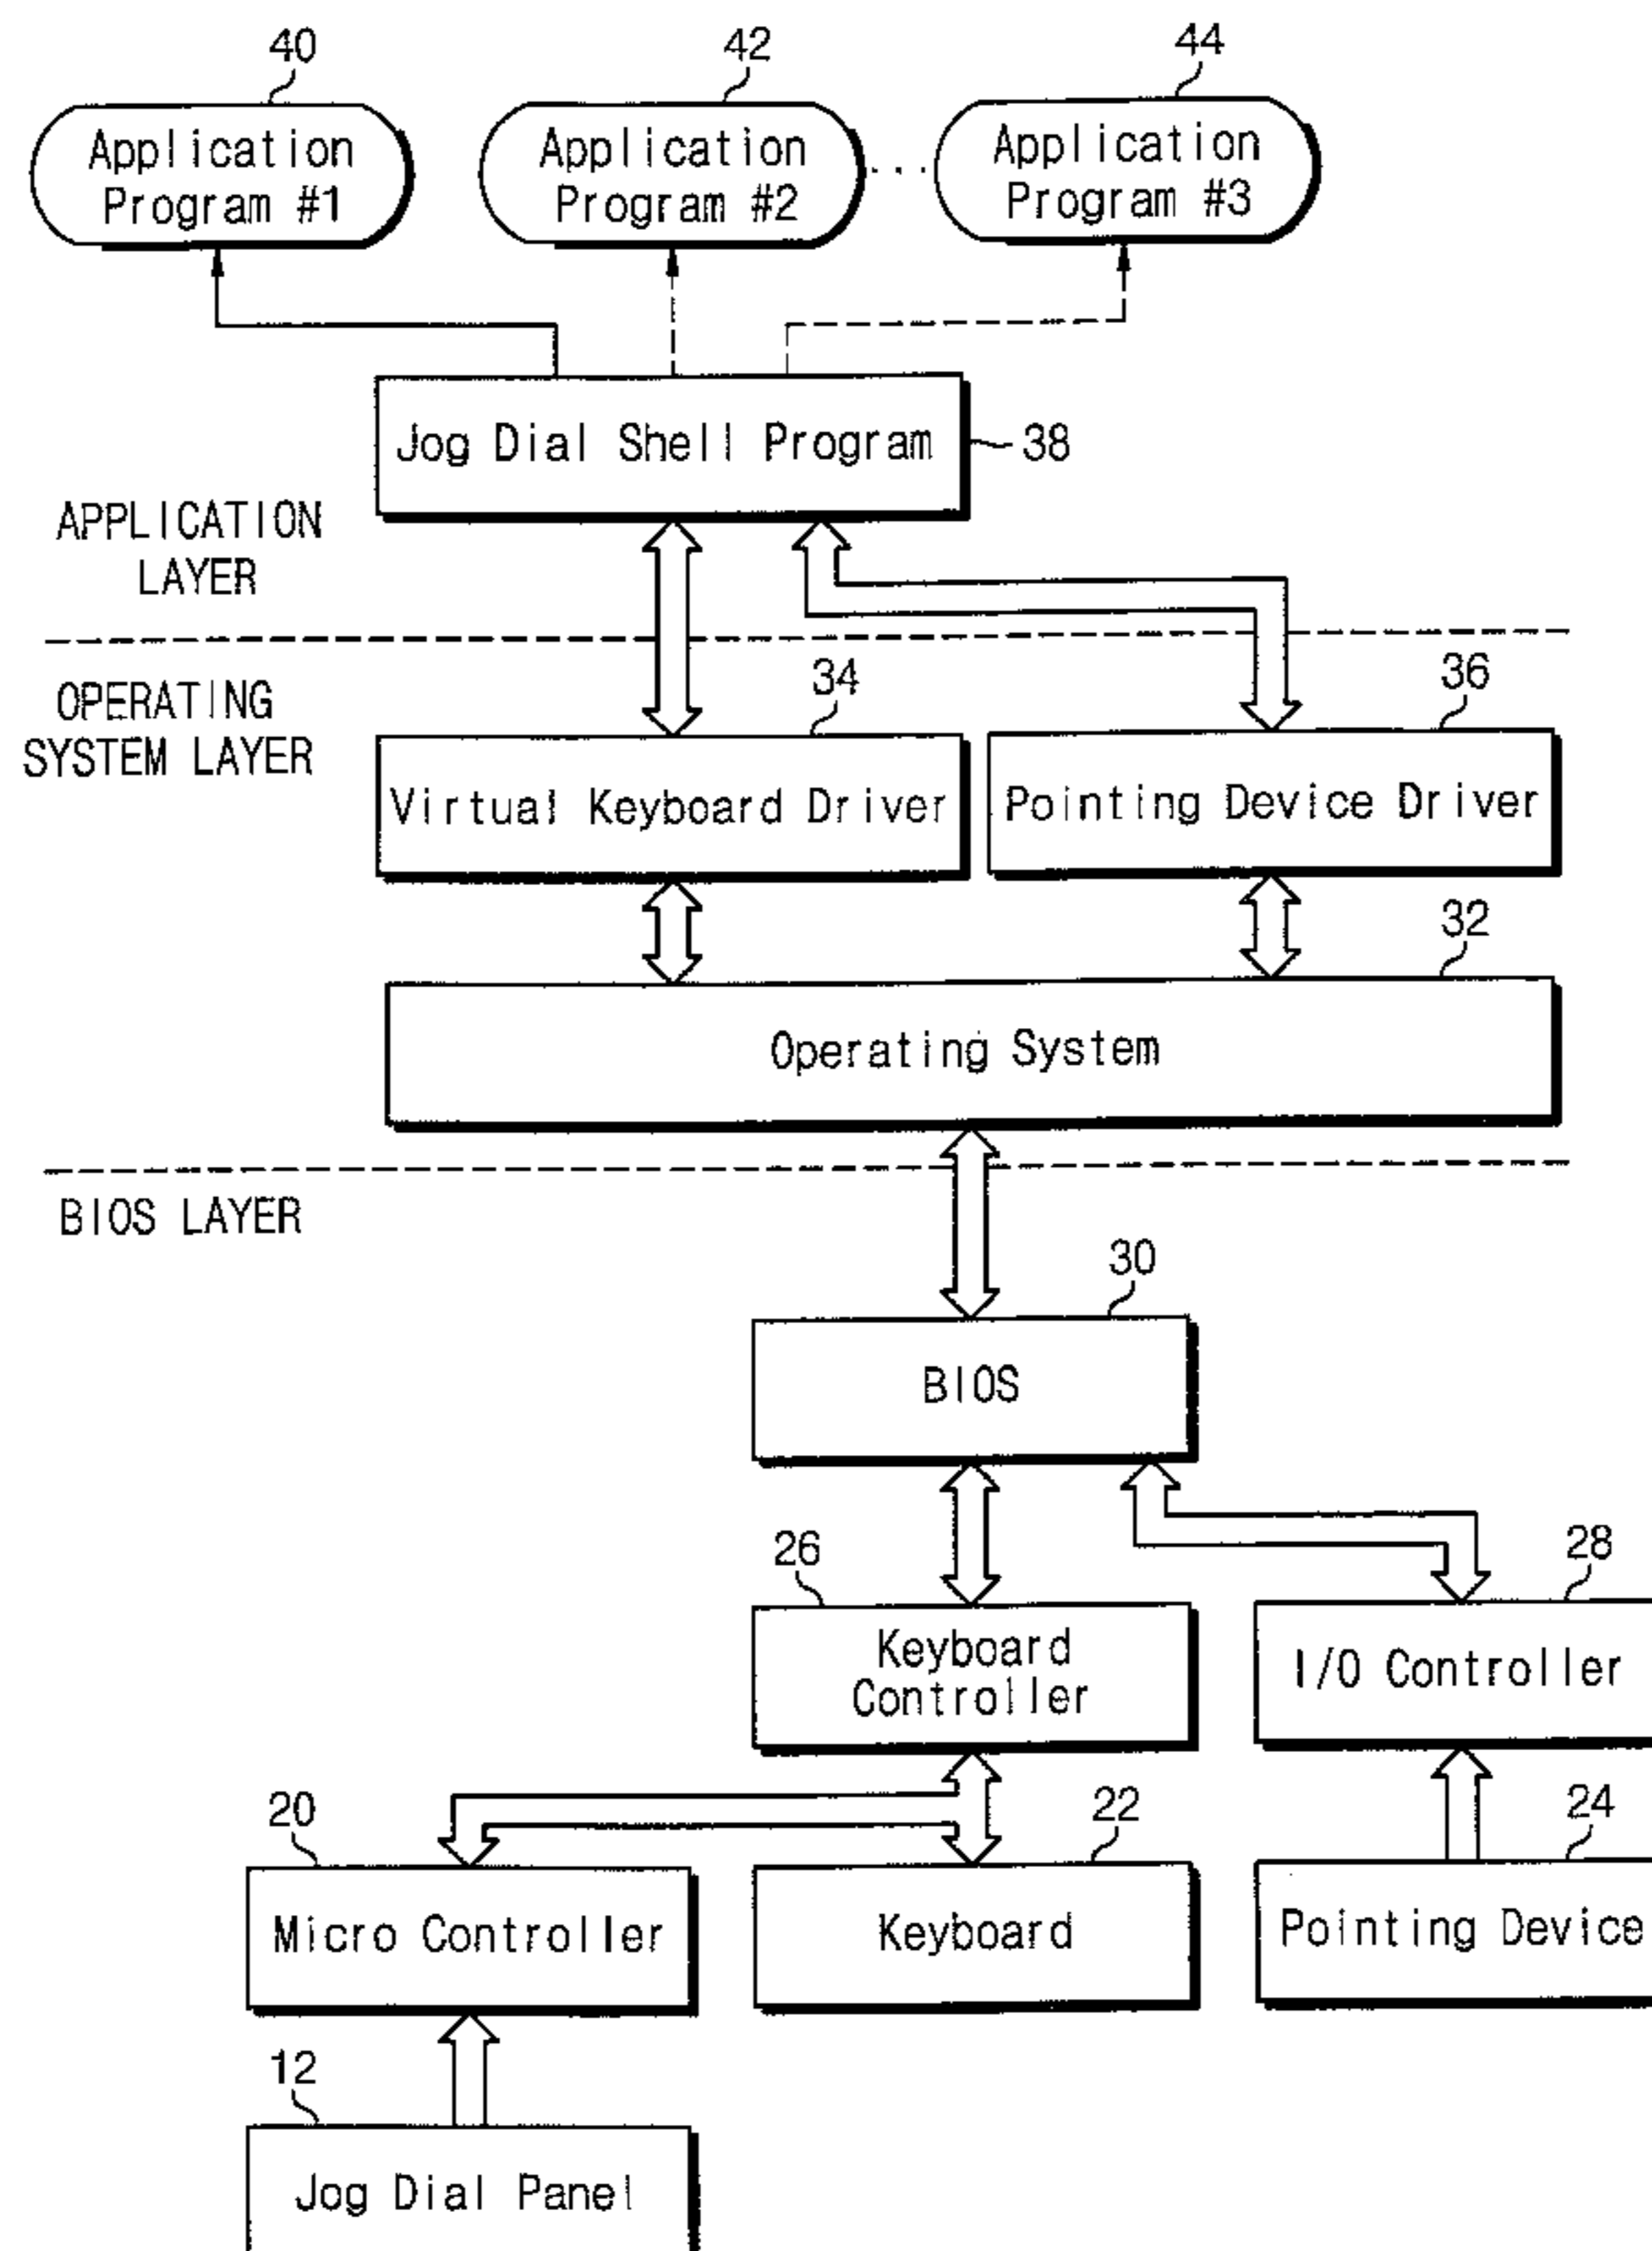 40
42
44
Application
Program #1
Application
Program #2
...
Application
Program #3
Jog Dial Shell Program
38
APPLICATION
LAYER
OPERATING
SYSTEM LAYER
34
36
Virtual Keyboard Driver
Pointing Device Driver
32
Operating System
BIOS LAYER
30
BIOS
26
28
Keyboard
Controller
I/O Controller
20
22
24
Micro Controller
Keyboard
Pointing Device
12
Jog Dial Panel